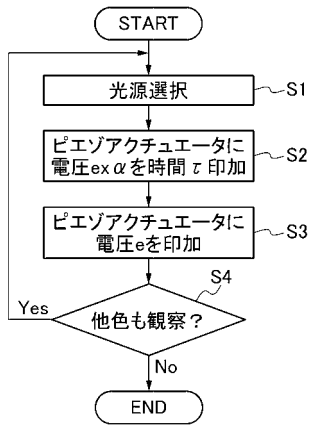 START
光源選択
S1
ピエゾアクチュエータに
電圧exαを時間τ印加
S2
ピエゾアクチュエータに
電圧eを印加
S3
S4
Yes
他色も観察？
No
END